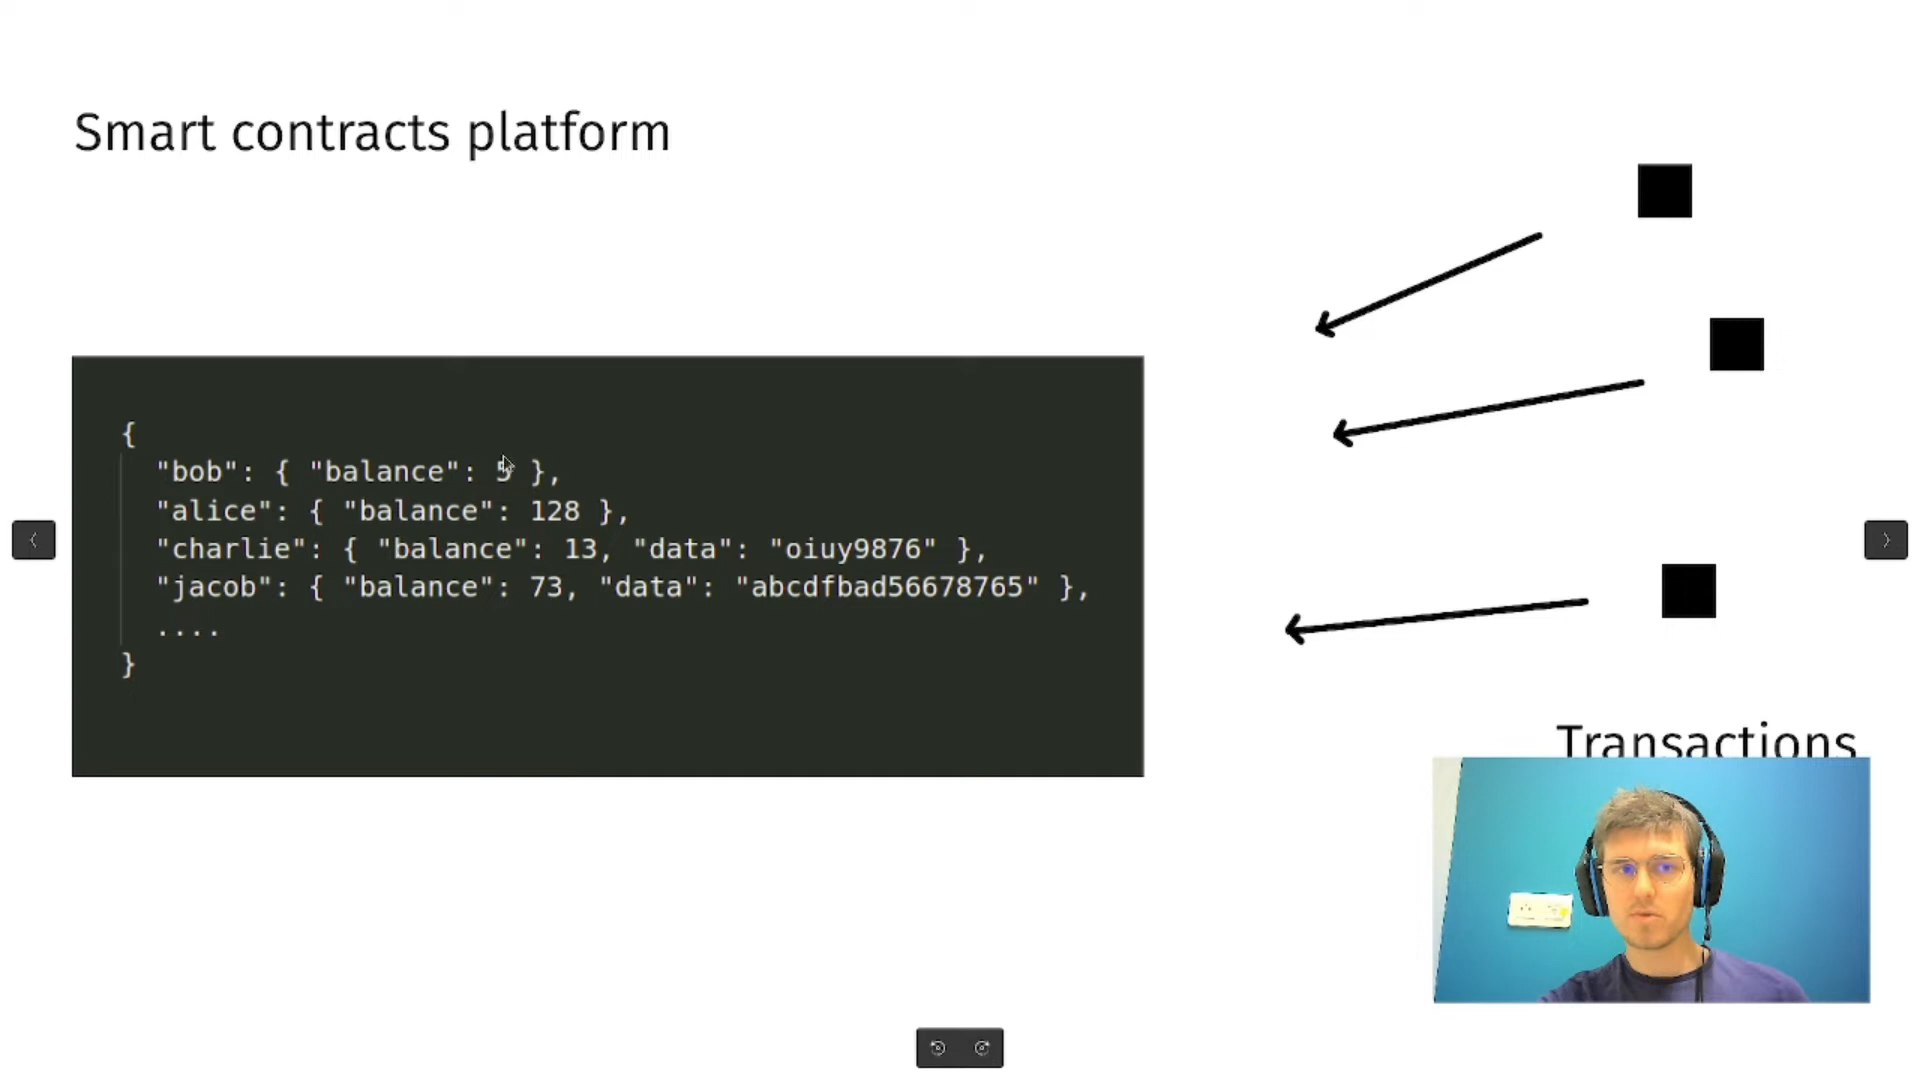 Smart contracts platform
{
"bob": { "balance": 5 },
"alice": { "balance": 128 },
"charlie": { "balance": 13, "data": "oiuy9876" },
"jacob": { "balance": 73, "data": "abcdfbad56678765" },
....
}
Transactions